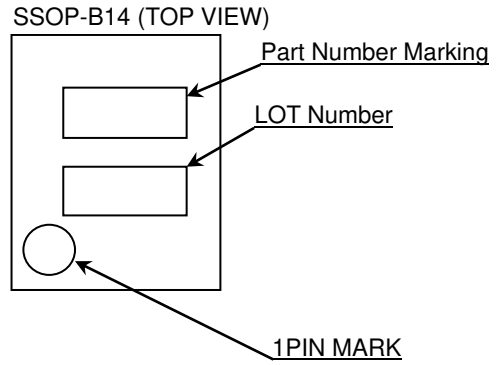 SSOP-B14 (TOP VIEW)
Part Number Marking
LOT Number
1PIN MARK